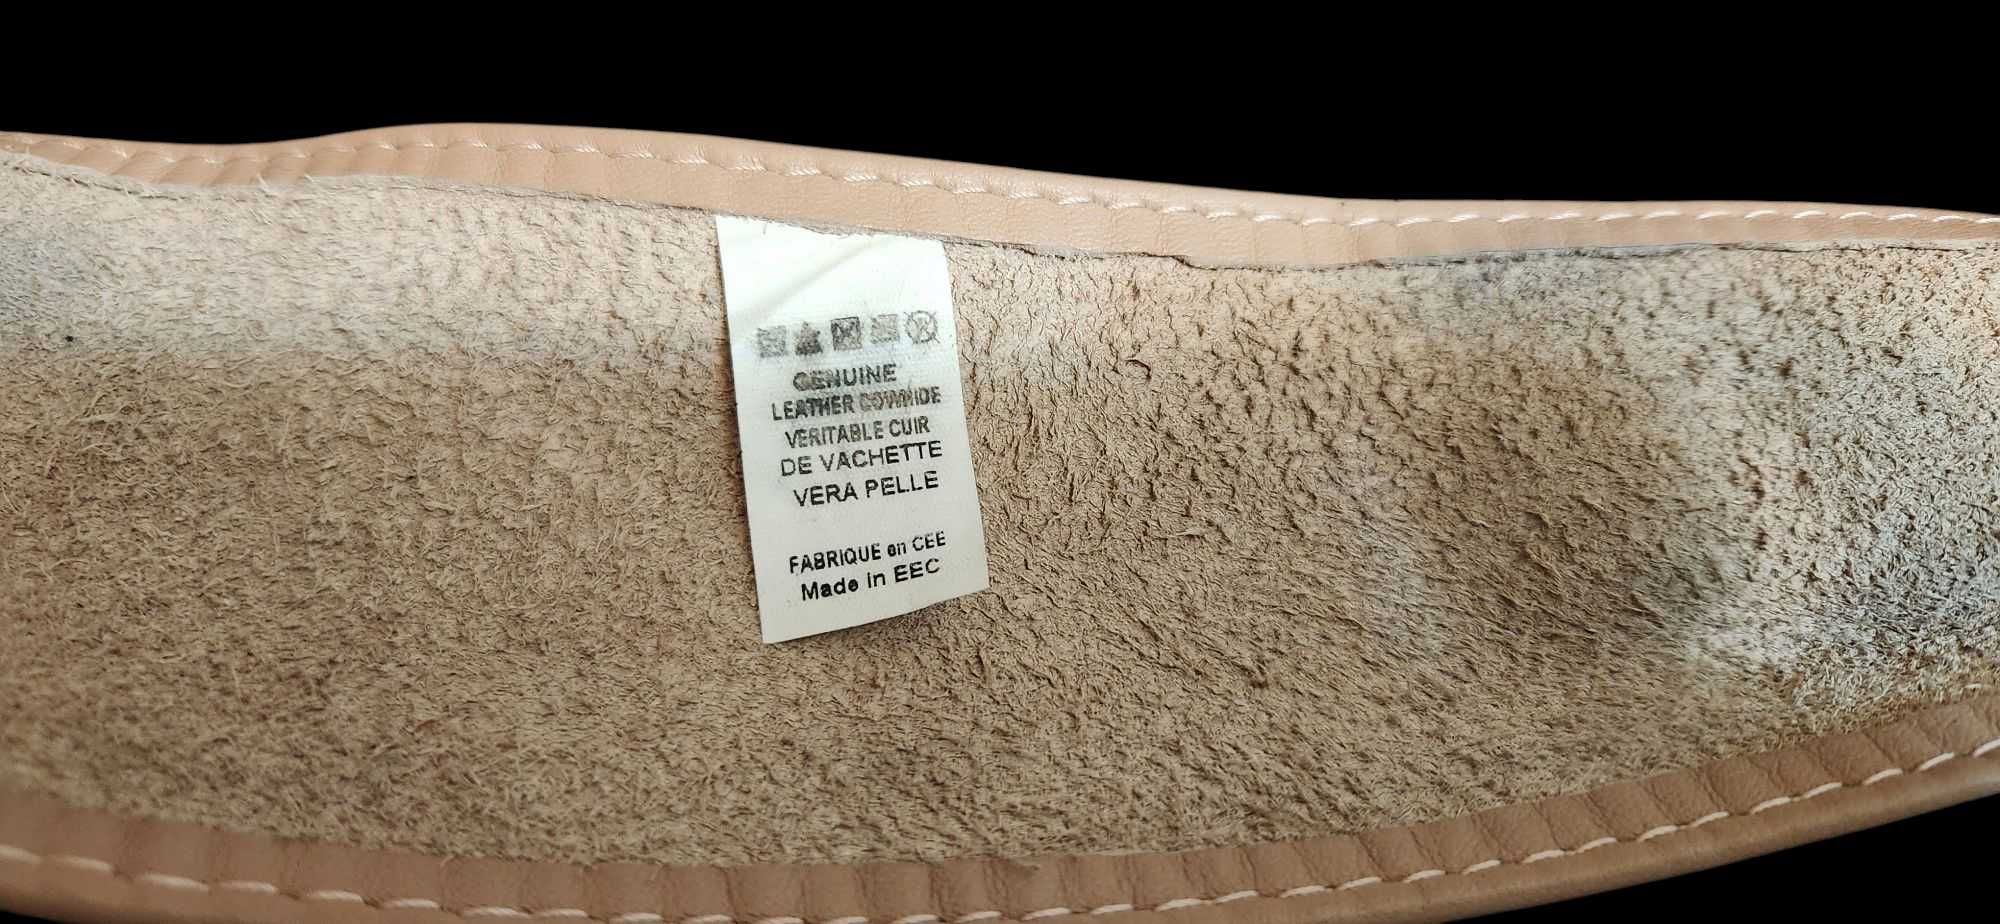 GENUINE
LEATHER COWHIDE
VERITABLE CUIR
DE VACHETTE
VERA PELLE
FABRIQUE en CEE
Made in EEC